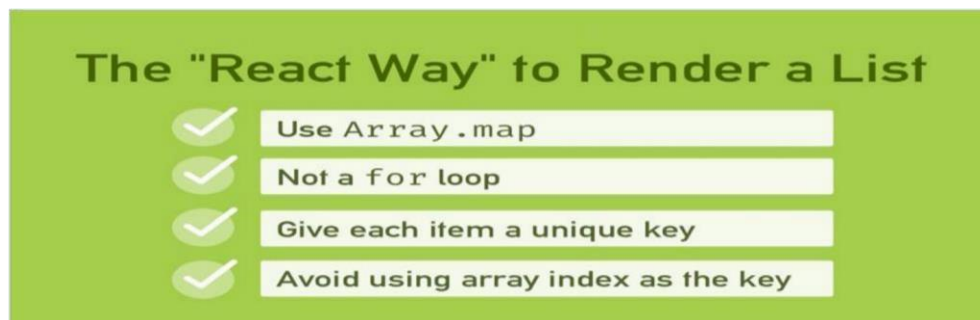 The "React Way" to Render a List
Use Array.map
Not a for loop
Give each item a unique key
Avoid using array index as the key